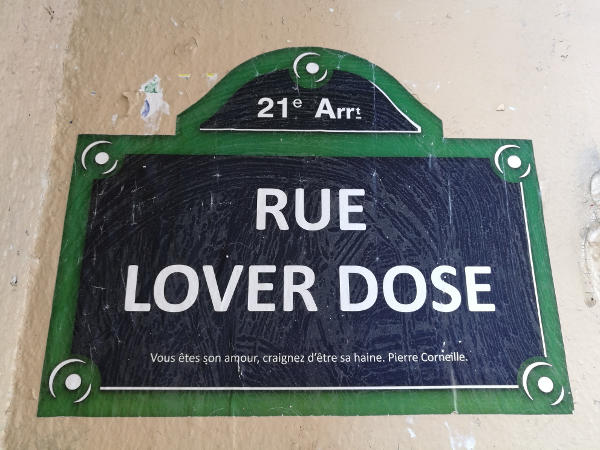 21e Arrt
RUE
LOVER DOSE
Vous êtes son amour, craignez d'être sa haine. Pierre Corneille.